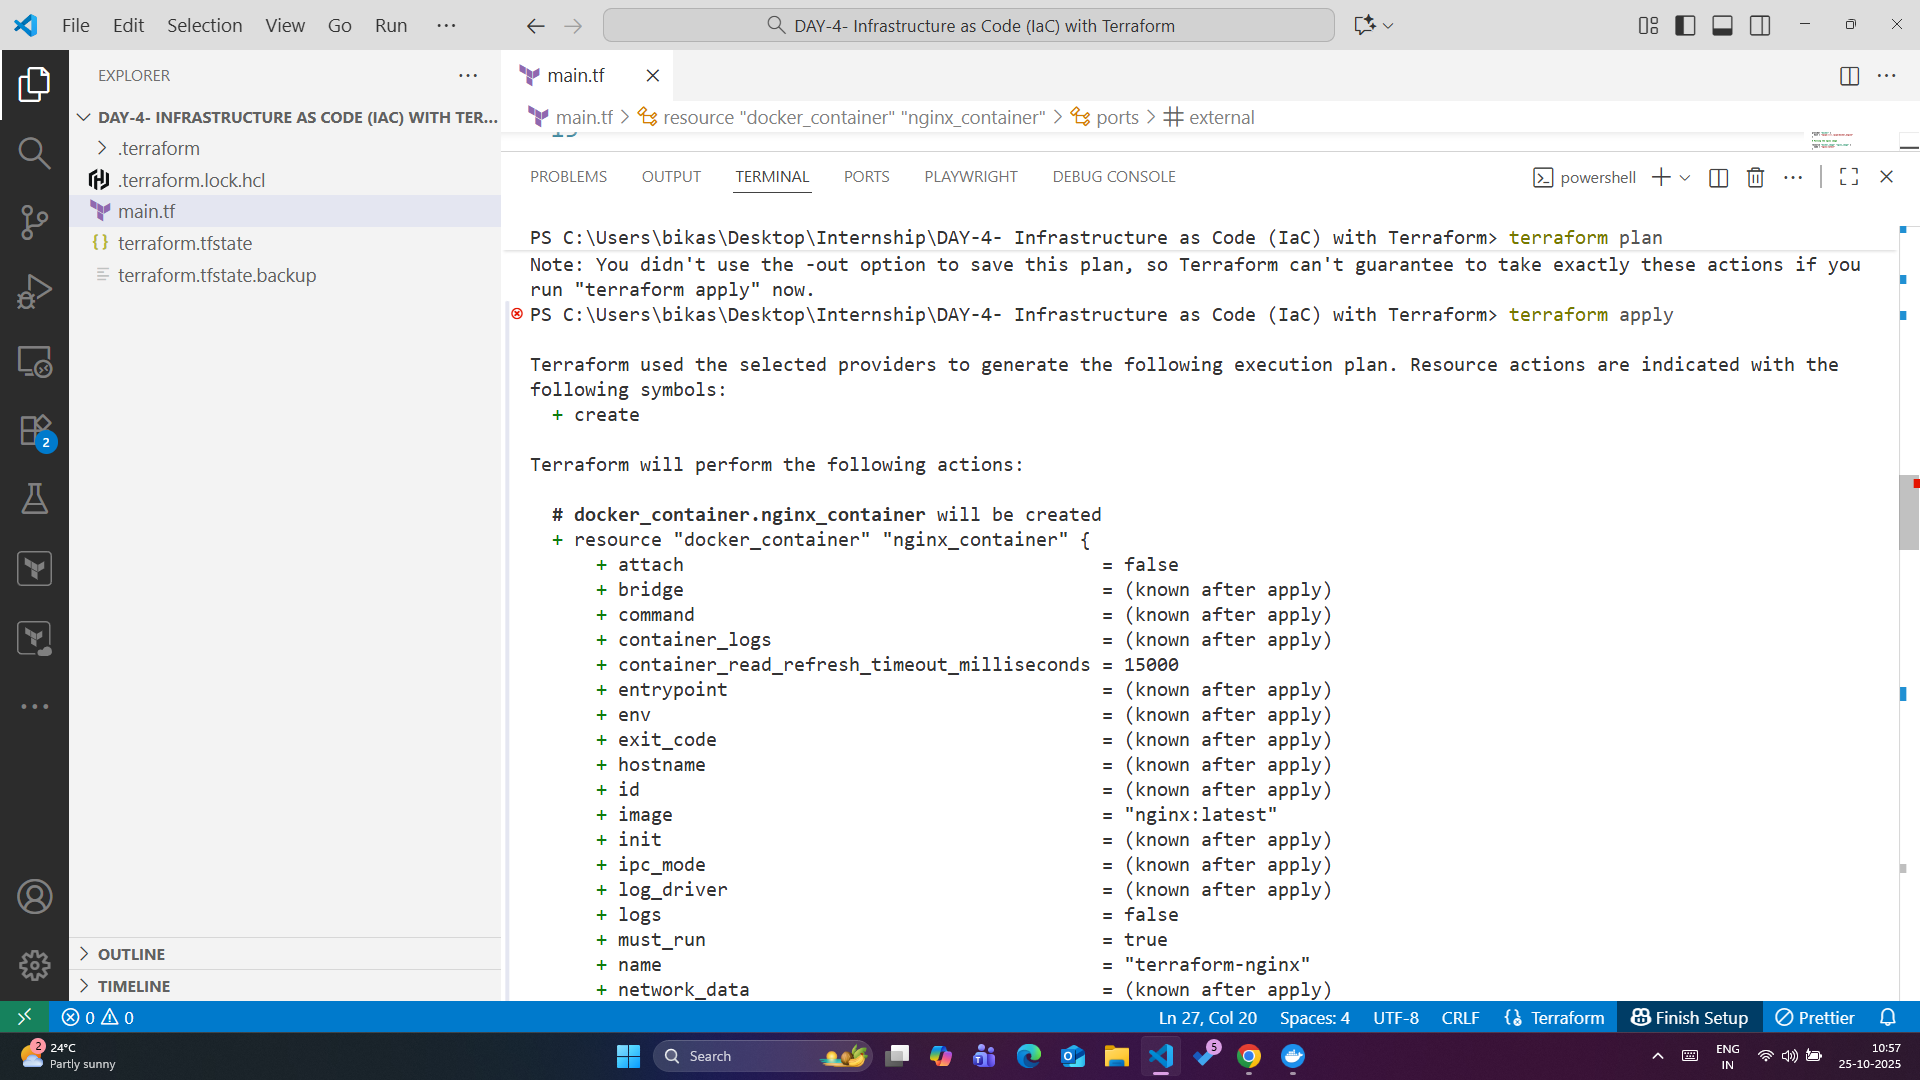 File Edit Selection View Go Run ···
DAY-4- Infrastructure as Code (IaC) with Terraform
EXPLORER
DAY-4- INFRASTRUCTURE AS CODE (IAC) WITH TER...
.terraform
.terraform.lock.hcl
main.tf
terraform.tfstate
terraform.tfstate.backup
OUTLINE
TIMELINE
2
main.tf
main.tf > resource "docker_container" "nginx_container" > ports > external
19
PROBLEMS OUTPUT TERMINAL PORTS PLAYWRIGHT DEBUG CONSOLE
powershell
PS C:\Users\bikas\Desktop\Internship\DAY-4- Infrastructure as Code (IaC) with Terraform> terraform plan
Note: You didn't use the -out option to save this plan, so Terraform can't guarantee to take exactly these actions if you
run "terraform apply" now.
PS C:\Users\bikas\Desktop\Internship\DAY-4- Infrastructure as Code (IaC) with Terraform> terraform apply
Terraform used the selected providers to generate the following execution plan. Resource actions are indicated with the
following symbols:
+ create
Terraform will perform the following actions:
# docker_container.nginx_container will be created
+ resource "docker_container" "nginx_container" {
+ attach = false
+ bridge = (known after apply)
+ command = (known after apply)
+ container_logs = (known after apply)
+ container_read_refresh_timeout_milliseconds = 15000
+ entrypoint = (known after apply)
+ env = (known after apply)
+ exit_code = (known after apply)
+ hostname = (known after apply)
+ id = (known after apply)
+ image = "nginx:latest"
+ init = (known after apply)
+ ipc_mode = (known after apply)
+ log_driver = (known after apply)
+ logs = false
+ must_run = true
+ name = "terraform-nginx"
+ network_data = (known after apply)
0 0
Ln 27, Col 20 Spaces: 4 UTF-8 CRLF Terraform Finish Setup Prettier
2
24°C
Partly sunny
Search
5
ENG
IN
10:57
25-10-2025